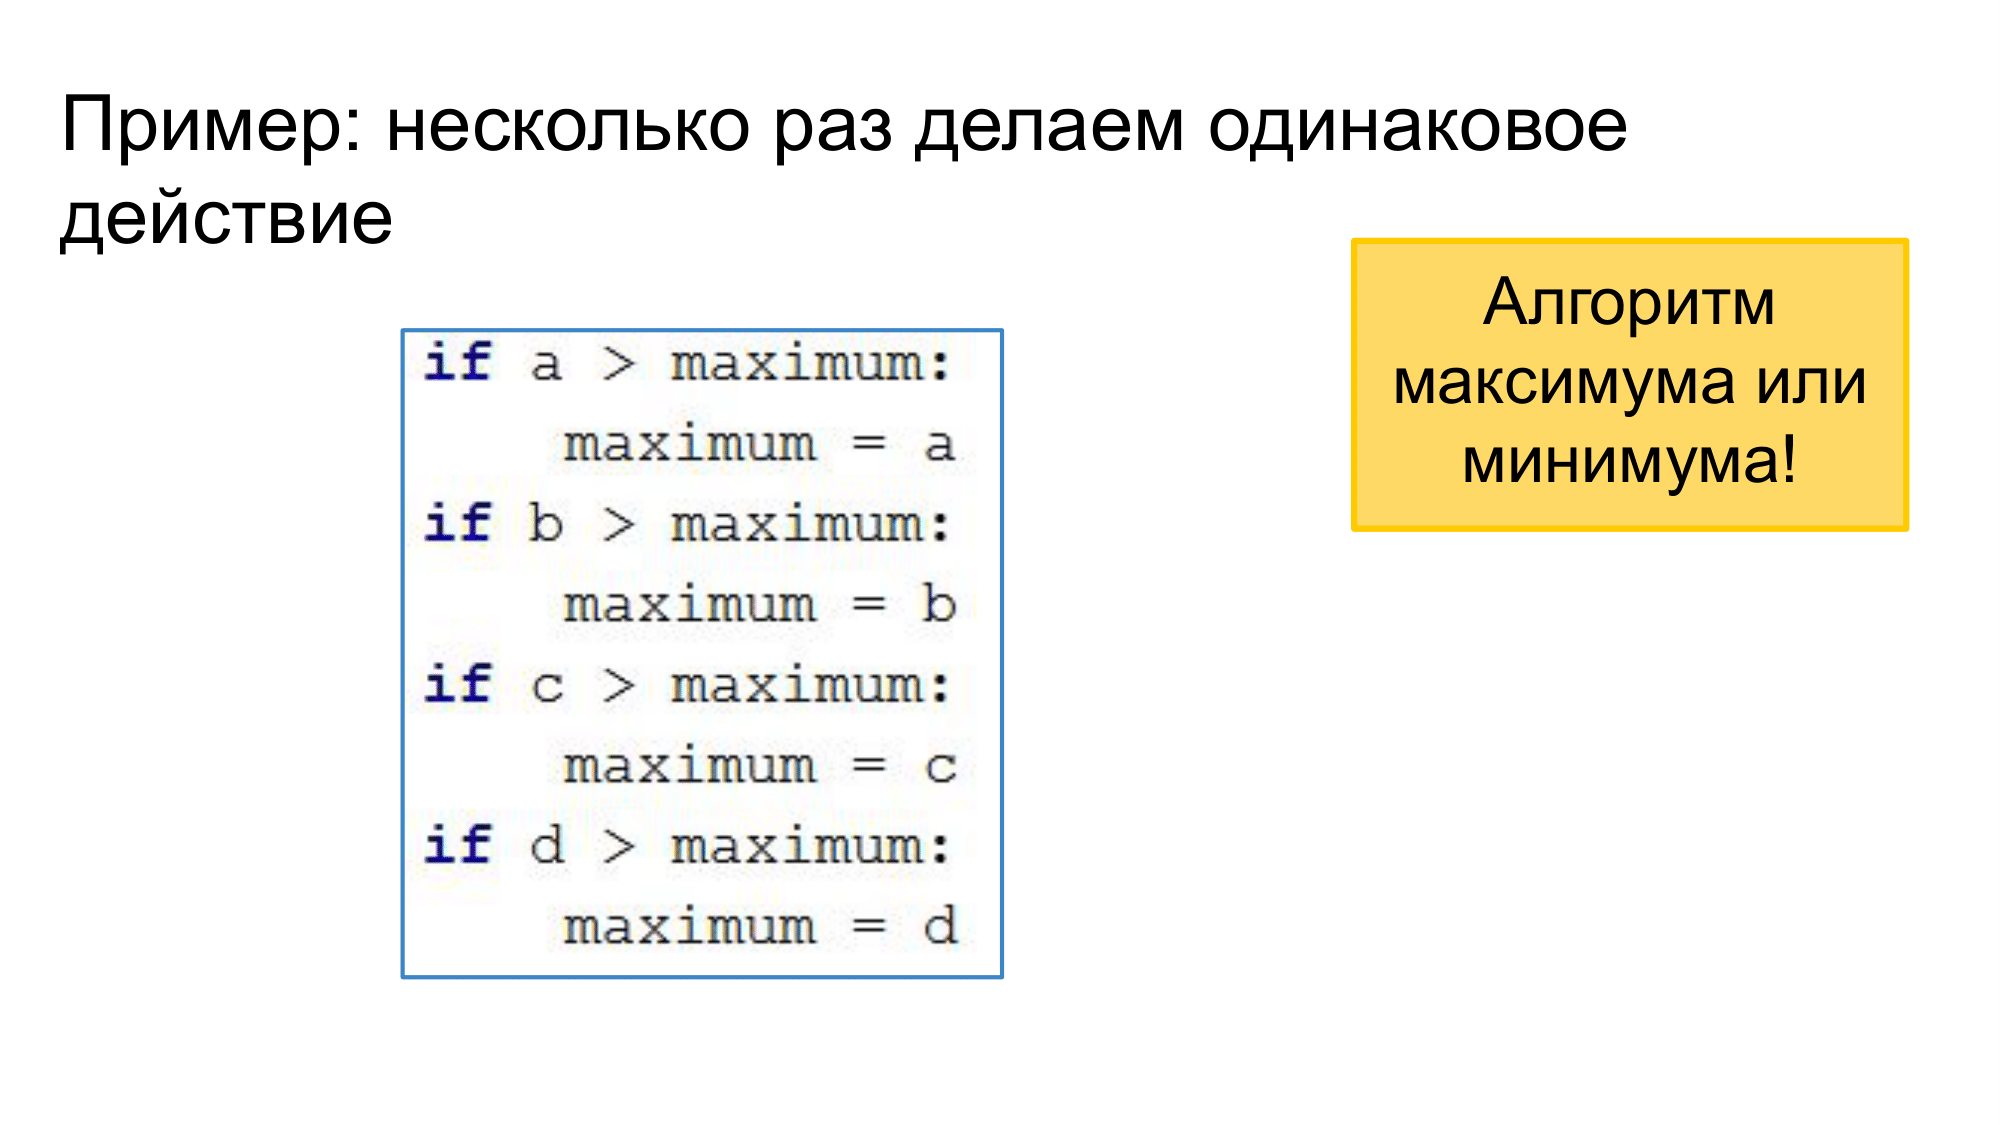 Пример: несколько раз делаем одинаковое
действие
Алгоритм
максимума или
минимума!
if a > maximum:
    maximum = a
if b > maximum:
    maximum = b
if c > maximum:
    maximum = c
if d > maximum:
    maximum = d